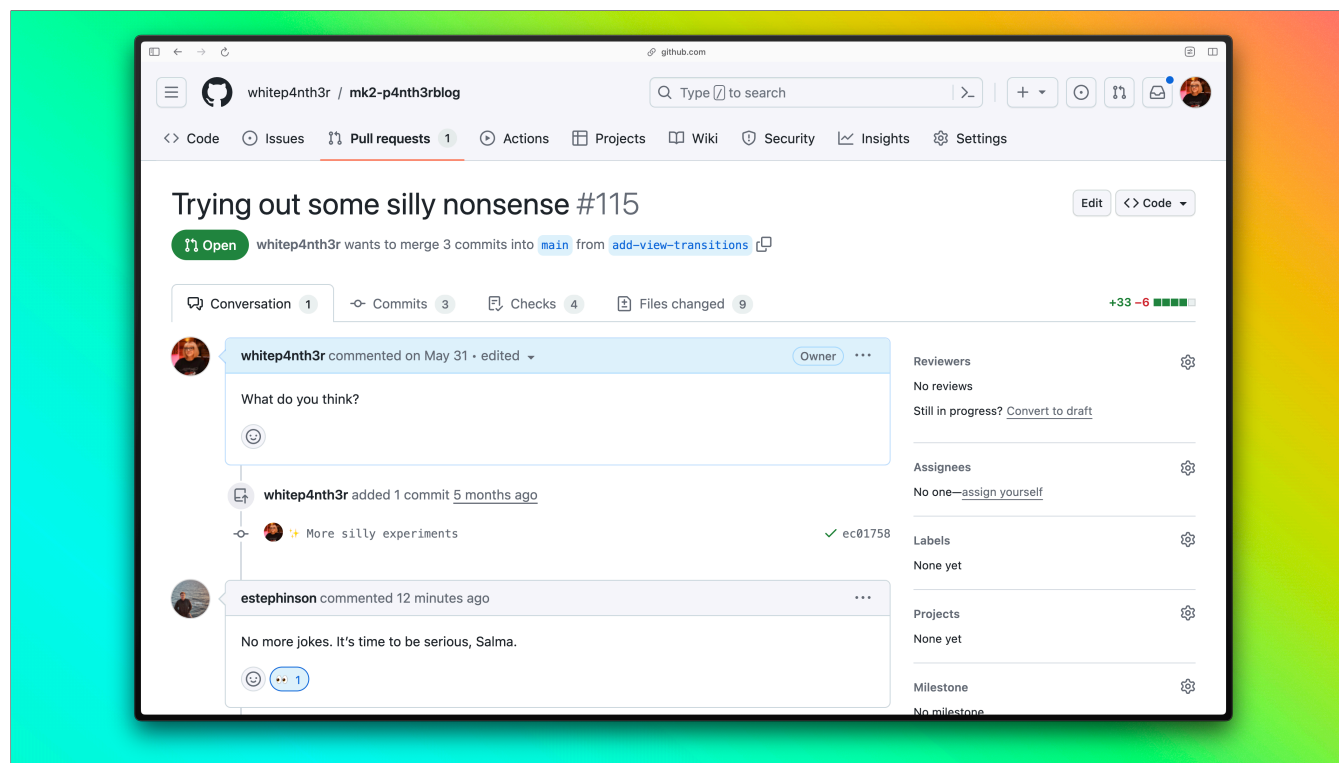 github.com
whitep4nth3r / mk2-p4nth3rblog
Type / to search
Code Issues Pull requests 1 Actions Projects Wiki Security Insights Settings
Trying out some silly nonsense #115
Edit Code
Open whitep4nth3r wants to merge 3 commits into main from add-view-transitions
Conversation 1 Commits 3 Checks 4 Files changed 9
+33 −6
whitep4nth3r commented on May 31 • edited
Owner
What do you think?
whitep4nth3r added 1 commit 5 months ago
✨ More silly experiments
ec01758
estephinson commented 12 minutes ago
No more jokes. It’s time to be serious, Salma.
👀 1
Reviewers
No reviews
Still in progress? Convert to draft
Assignees
No one—assign yourself
Labels
None yet
Projects
None yet
Milestone
No milestone